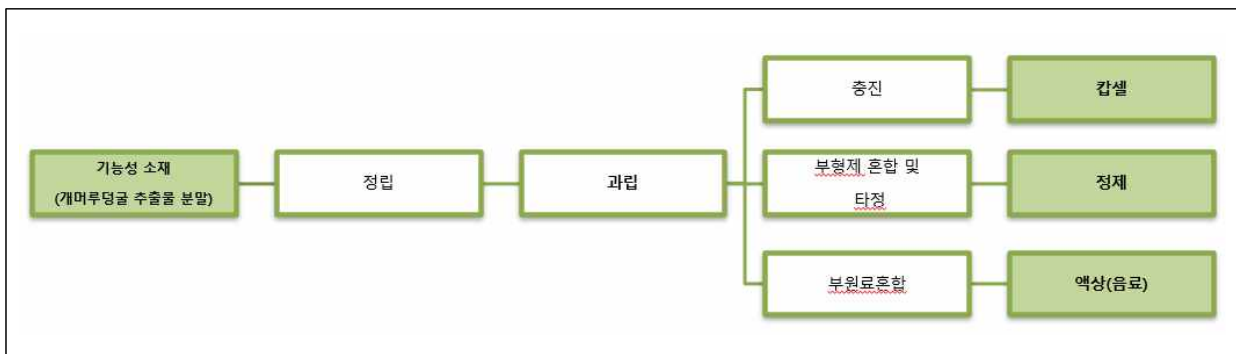 충진
캅셀
기능성 소재
(개머루덩굴 추출물 분말)
정립
과립
부형제 혼합 및
타정
정제
부원료혼합
액상(음료)